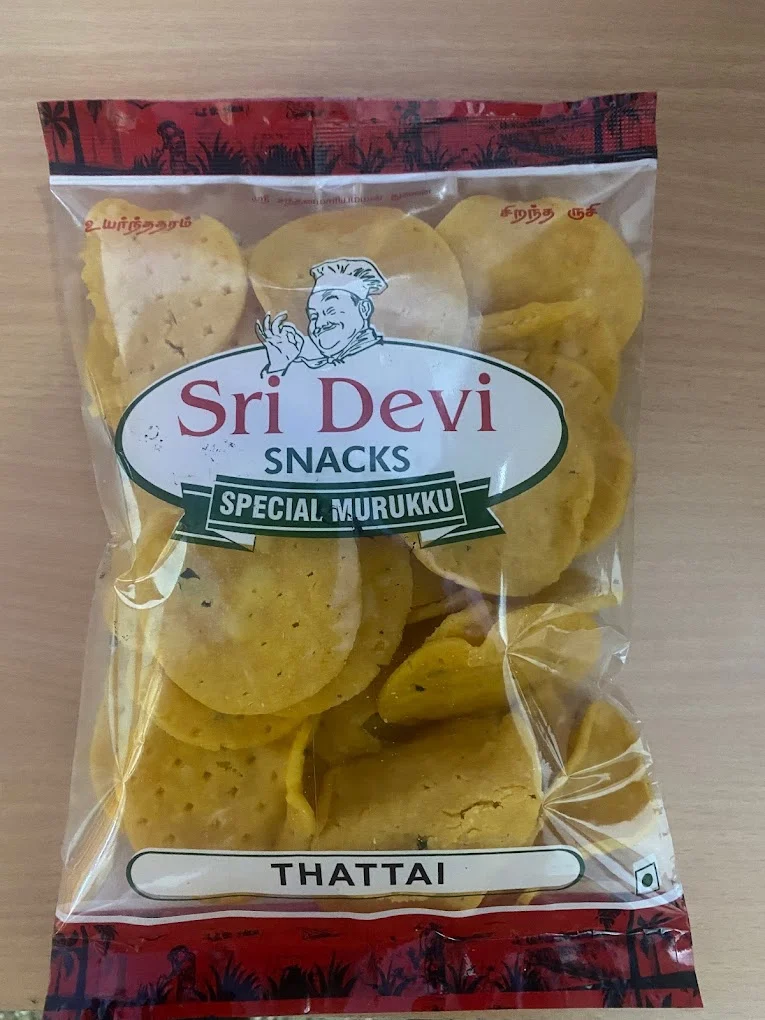 உயர்ந்ததரம்
சிறந்த ருசி
Sri Devi
SNACKS
SPECIAL MURUKKU
THATTAI